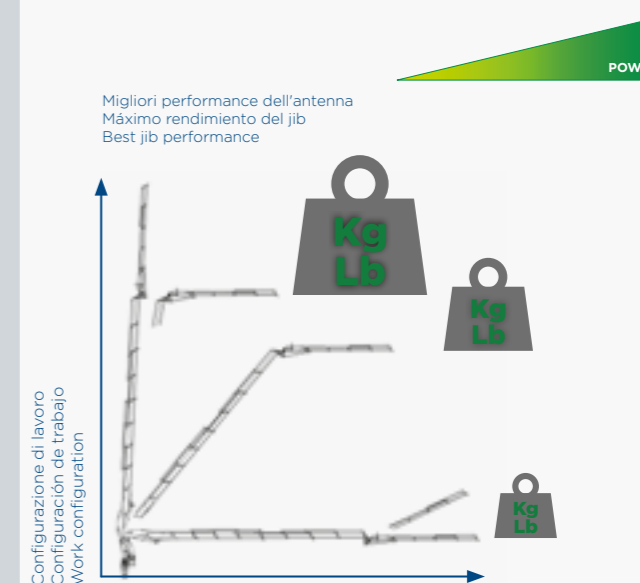 POW
Migliori performance dell'antenna
Máximo rendimiento del jib
Best jib performance
Kg
Lb
Kg
Lb
Kg
Lb
Configurazione di lavoro
Configuración de trabajo
Work configuration